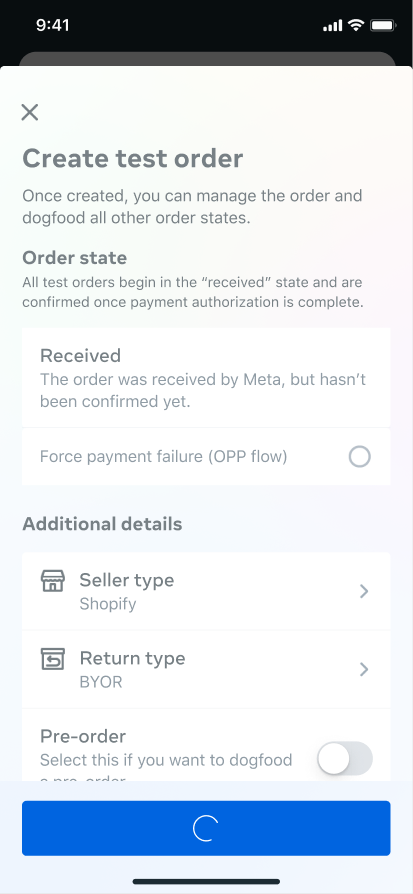 9:41
Create test order
Once created, you can manage the order and
dogfood all other order states.
Order state
All test orders begin in the “received” state and are
confirmed once payment authorization is complete.
Received
The order was received by Meta, but hasn’t
been confirmed yet.
Force payment failure (OPP flow)
Additional details
Seller type
Shopify
Return type
BYOR
Pre-order
Select this if you want to dogfood
a pre-order